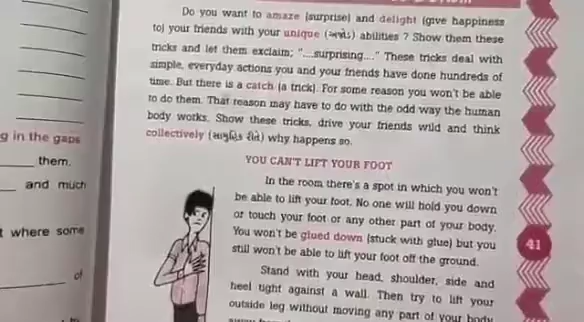 g in the gaps
them.
and much
t where some
of
Do you want to amaze (surprise) and delight (give happiness
to) your friends with your unique (અજોડ) abilities ? Show them these
tricks and let them exclaim; "....surprising...." These tricks deal with
simple, everyday actions you and your friends have done hundreds of
time. But there is a catch (a trick). For some reason you won't be able
to do them. That reason may have to do with the odd way the human
body works. Show these tricks, drive your friends wild and think
collectively (સામુહિક રીતે) why happens so.
YOU CAN'T LIFT YOUR FOOT
In the room there's a spot in which you won't
be able to lift your foot. No one will hold you down
or touch your foot or any other part of your body.
You won't be glued down (stuck with glue) but you
still won't be able to lift your foot off the ground.
41
Stand with your head, shoulder, side and
heel tight against a wall. Then try to lift your
outside leg without moving any part of your body